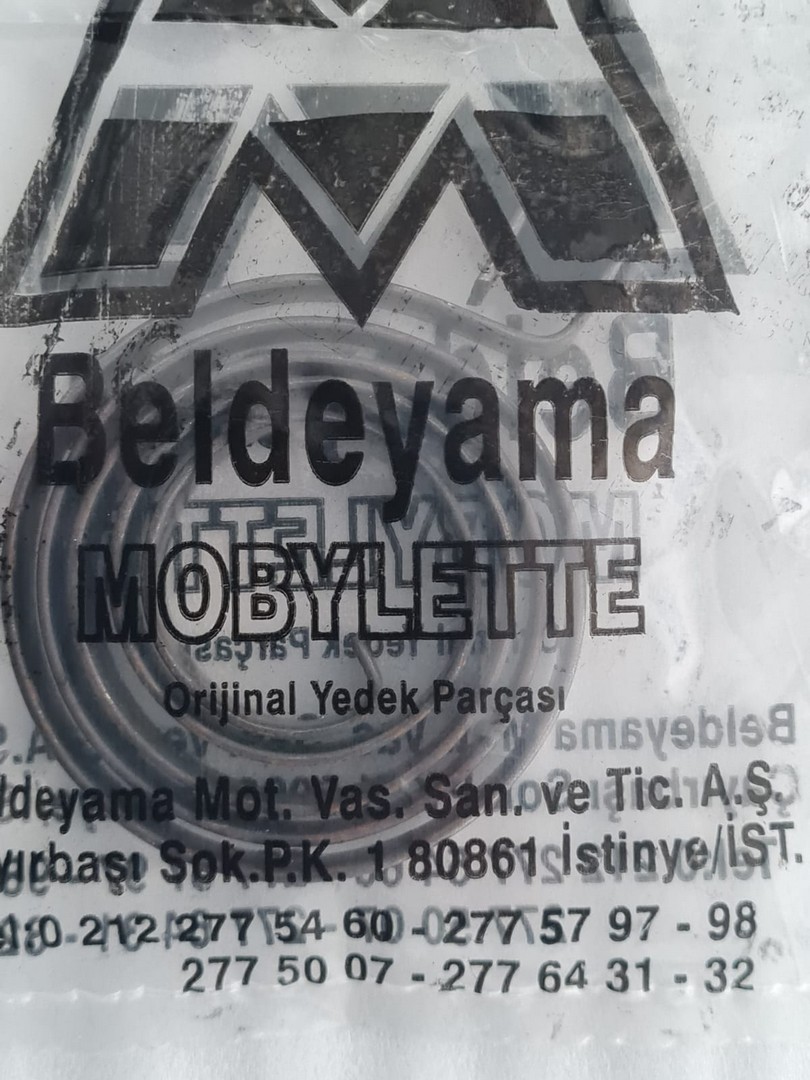 Beldeyama
MOBYLETTE
Orijinal Yedek Parçası
ldeyama Mot. Vas. San. ve Tic. A.Ş.
Sok.P.K. 1 80861 İstinye/İST.
0-212 277 54 60 - 277 57 97 - 98
277 50 07 - 277 64 31 - 32